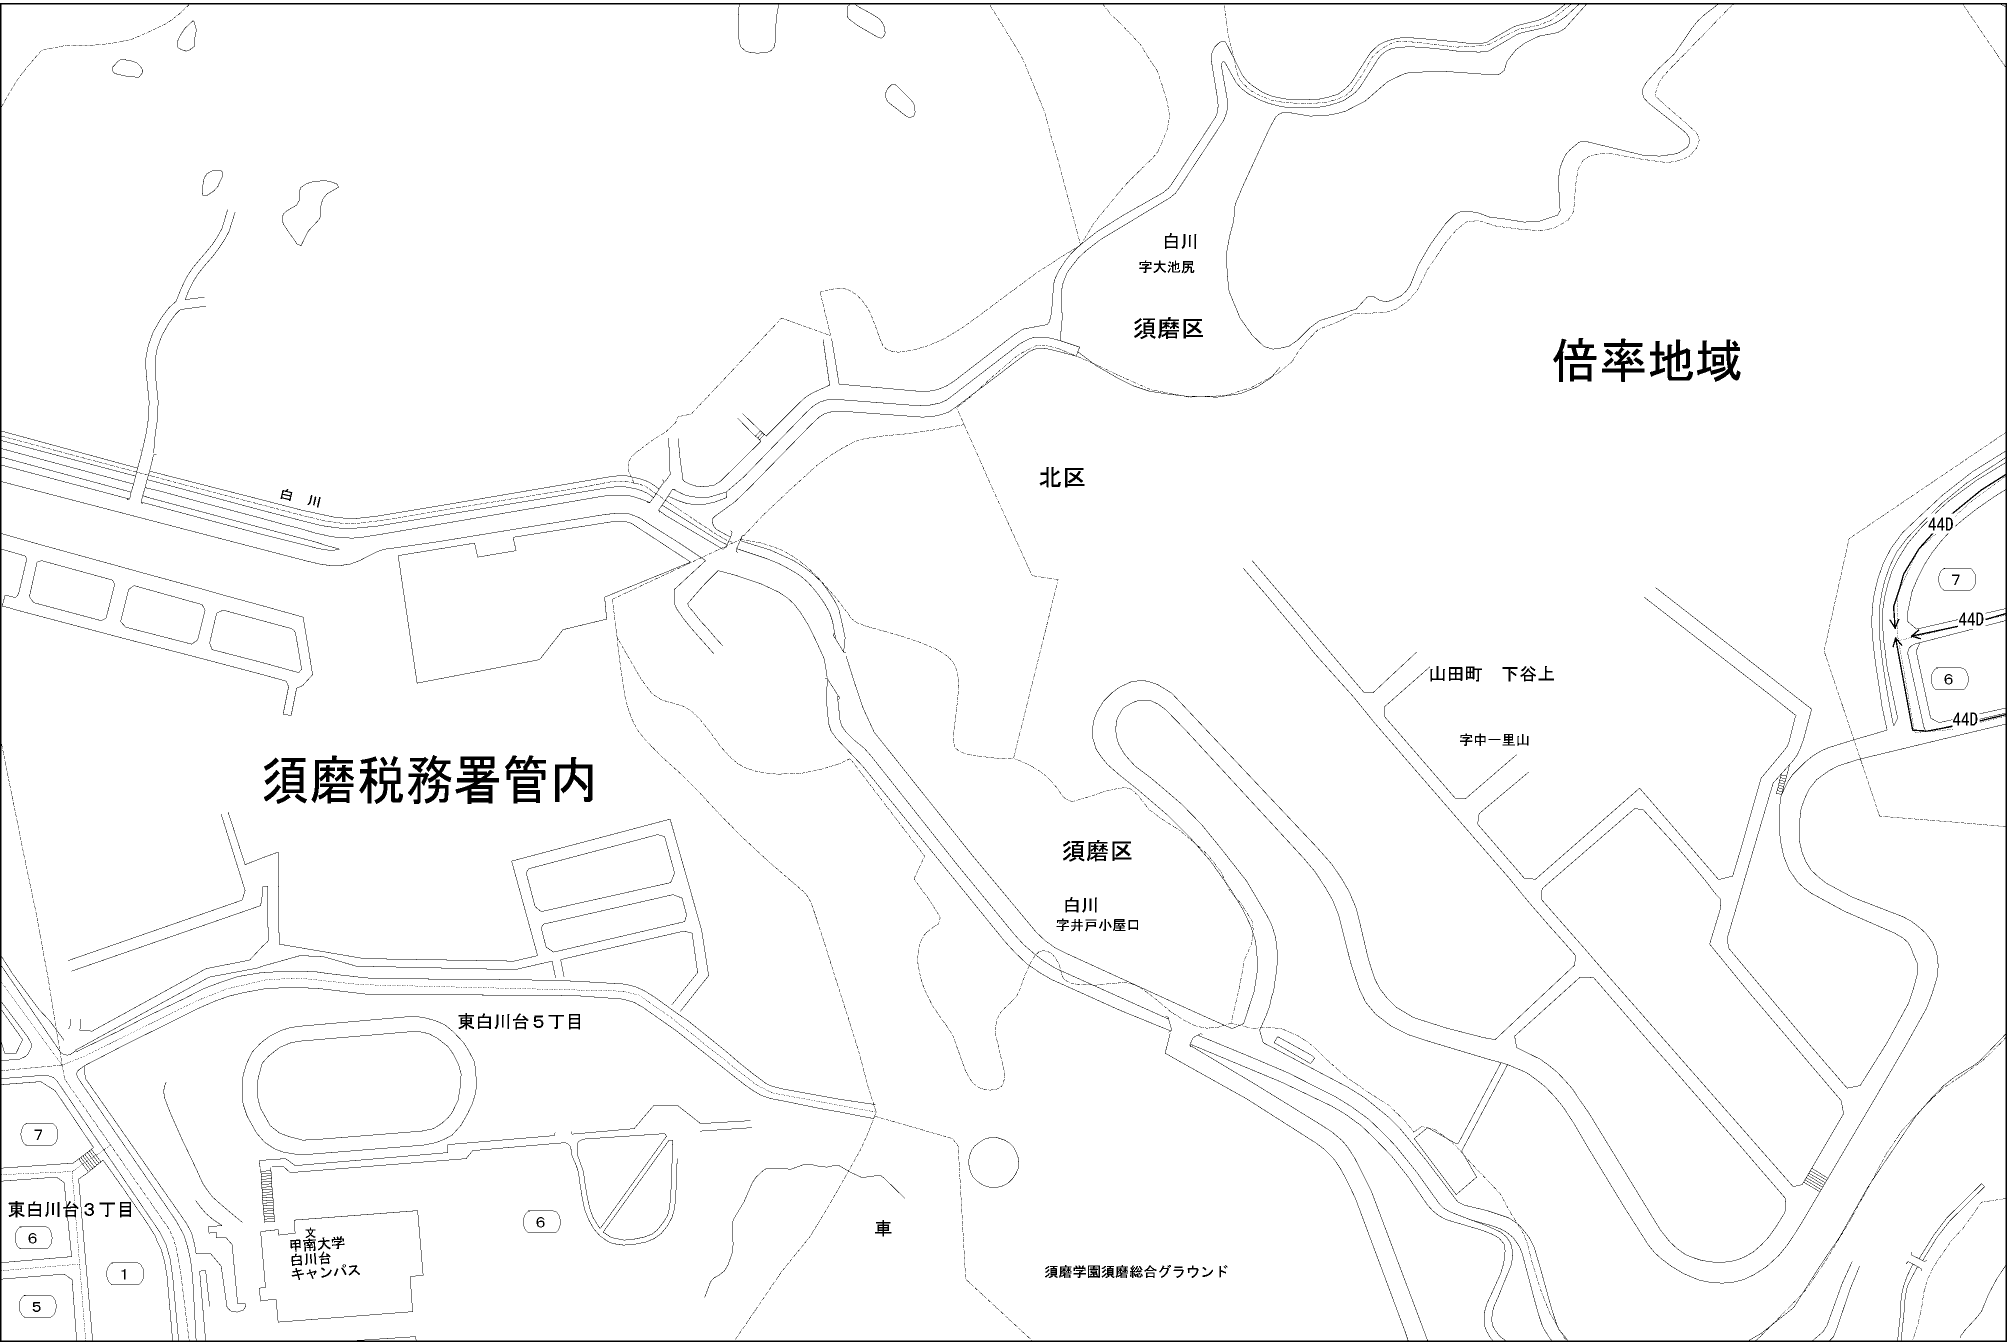 白川
字大池尻
須磨区
倍率地域
北区
白川
44D
7
44D
6
44D
山田町　下谷上
字中一里山
須磨税務署管内
須磨区
白川
字井戸小屋口
東白川台５丁目
7
東白川台３丁目
6
1
5
文
甲南大学
白川台
キャンパス
6
車
須磨学園須磨総合グラウンド